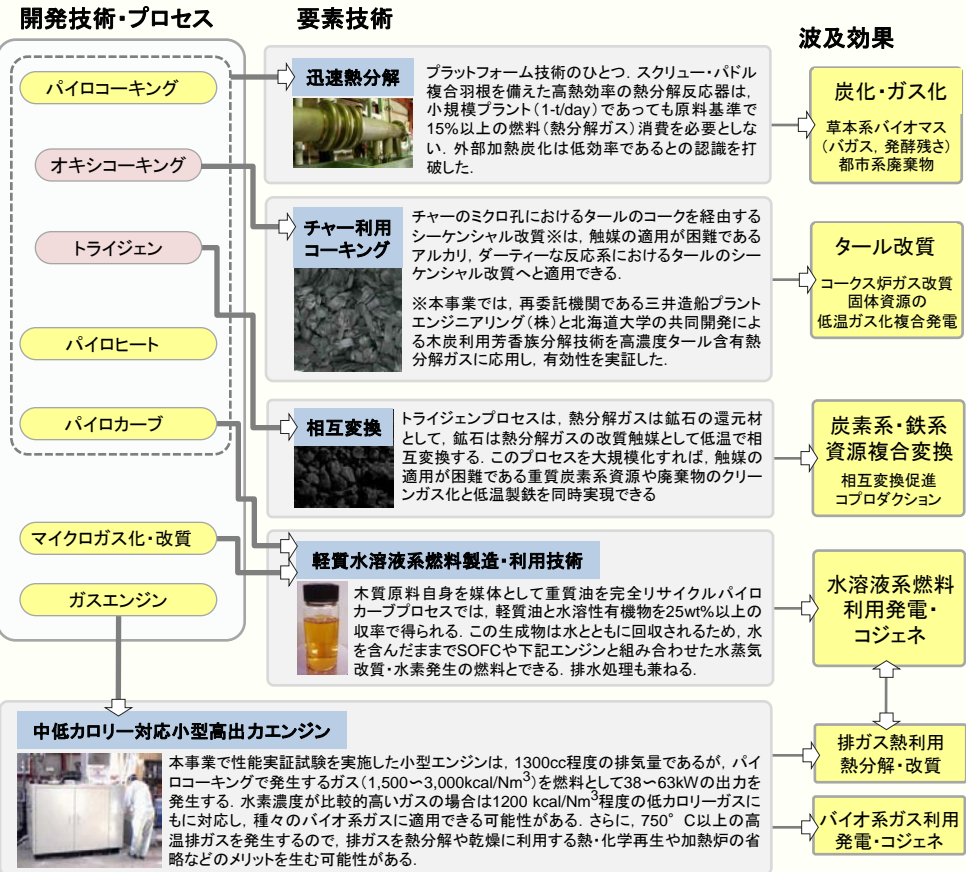 開発技術・プロセス
パイロコーキング
オキシコーキング
トライジェン
パイロヒート
パイロカーブ
マイクロガス化・改質
ガスエンジン
要素技術
迅速熱分解
プラットフォーム技術のひとつ．スクリュー・パドル
複合羽根を備えた高熱効率の熱分解反応器は，
小規模プラント（1-t/day）であっても原料基準で
15%以上の燃料（熱分解ガス）消費を必要としな
い．外部加熱炭化は低効率であるとの認識を打
破した．
チャー利用
コーキング
チャーのミクロ孔におけるタールのコークを経由する
シーケンシャル改質※は，触媒の適用が困難である
アルカリ，ダーティーな反応系におけるタールのシー
ケンシャル改質へと適用できる．
※本事業では，再委託機関である三井造船プラント
エンジニアリング（株）と北海道大学の共同開発によ
る木炭利用芳香族分解技術を高濃度タール含有熱
分解ガスに応用し，有効性を実証した．
相互変換
トライジェンプロセスは，熱分解ガスは鉱石の還元材
として，鉱石は熱分解ガスの改質触媒として低温で相
互変換する．このプロセスを大規模化すれば，触媒の
適用が困難である重質炭素系資源や廃棄物のクリー
ンガス化と低温製鉄を同時実現できる
軽質水溶液系燃料製造・利用技術
木質原料自身を媒体として重質油を完全リサイクルパイロ
カーブプロセスでは，軽質油と水溶性有機物を25wt%以上の
収率で得られる．この生成物は水とともに回収されるため，水
を含んだままでSOFCや下記エンジンと組み合わせた水蒸気
改質・水素発生の燃料とできる．排水処理も兼ねる．
中低カロリー対応小型高出力エンジン
本事業で性能実証試験を実施した小型エンジンは，1300cc程度の排気量であるが，パイ
ロコーキングで発生するガス（1,500〜3,000kcal/Nm³）を燃料として38〜63kWの出力を
発生する．水素濃度が比較的高いガスの場合は1200 kcal/Nm³程度の低カロリーガスに
もに対応し，種々のバイオ系ガスに適用できる可能性がある．さらに，750°C以上の高
温排ガスを発生するので，排ガスを熱分解や乾燥に利用する熱・化学再生や加熱炉の省
略などのメリットを生む可能性がある．
波及効果
炭化・ガス化
草本系バイオマス
（バガス，発酵残さ）
都市系廃棄物
タール改質
コークス炉ガス改質
固体資源の
低温ガス化複合発電
炭素系・鉄系
資源複合変換
相互変換促進
コプロダクション
水溶液系燃料
利用発電・
コジェネ
排ガス熱利用
熱分解・改質
バイオ系ガス利用
発電・コジェネ